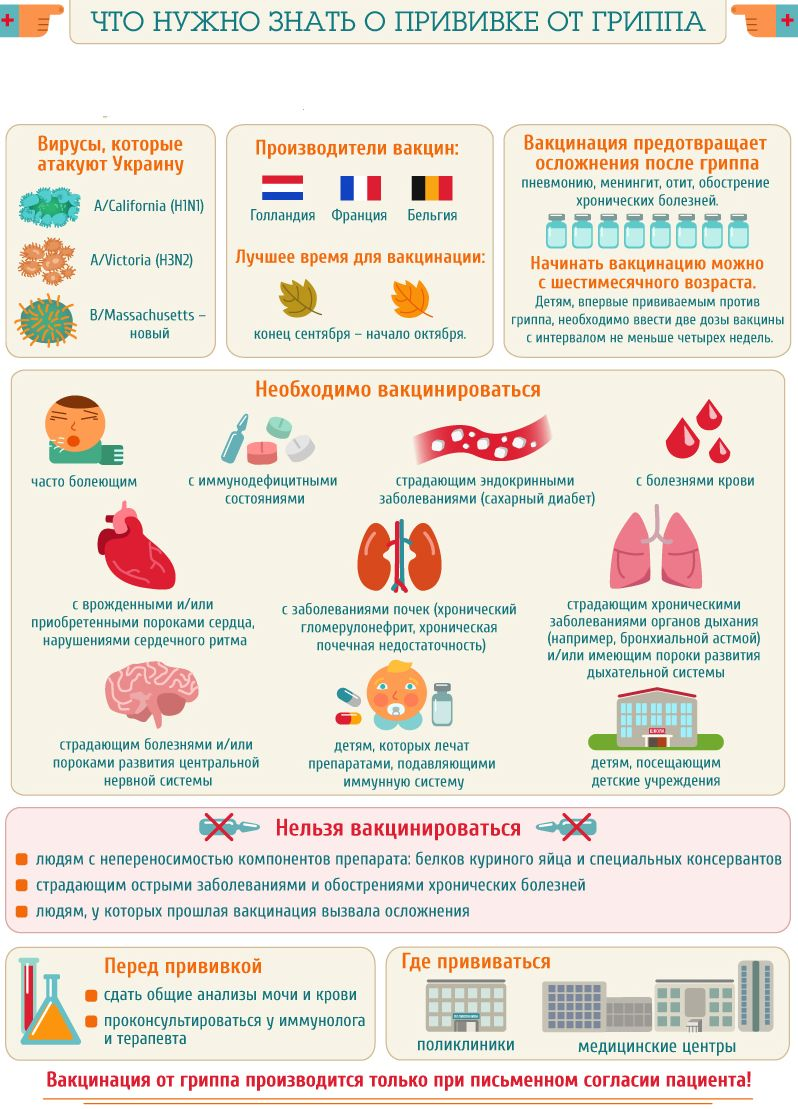 ЧТО НУЖНО ЗНАТЬ О ПРИВИВКЕ ОТ ГРИППА
Вирусы, которые
атакуют Украину
A/California (H1N1)
A/Victoria (H3N2)
B/Massachusetts –
новый
Производители вакцин:
Голландия
Франция
Бельгия
Лучшее время для вакцинации:
конец сентября – начало октября.
Вакцинация предотвращает
осложнения после гриппа
пневмонию, менингит, отит, обострение
хронических болезней.
Начинать вакцинацию можно
с шестимесячного возраста.
Детям, впервые прививаемым против
гриппа, необходимо ввести две дозы вакцины
с интервалом не меньше четырех недель.
Необходимо вакцинироваться
часто болеющим
с иммунодефицитными
состояниями
страдающим эндокринными
заболеваниями (сахарный диабет)
с болезнями крови
с врожденными и/или
приобретенными пороками сердца,
нарушениями сердечного ритма
с заболеваниями почек (хронический
гломерулонефрит, хроническая
почечная недостаточность)
страдающим хроническими
заболеваниями органов дыхания
(например, бронхиальной астмой)
и/или имеющим пороки развития
дыхательной системы
страдающим болезнями и/или
пороками развития центральной
нервной системы
детям, которых лечат
препаратами, подавляющими
иммунную систему
ШКОЛА
детям, посещающим
детские учреждения
Нельзя вакцинироваться
людям с непереносимостью компонентов препарата: белков куриного яйца и специальных консервантов
страдающим острыми заболеваниями и обострениями хронических болезней
людям, у которых прошлая вакцинация вызвала осложнения
Перед прививкой
сдать общие анализы мочи и крови
проконсультироваться у иммунолога
и терапевта
Где прививаться
ПОЛИКЛИНИКА
поликлиники
медицинские центры
Вакцинация от гриппа производится только при письменном согласии пациента!